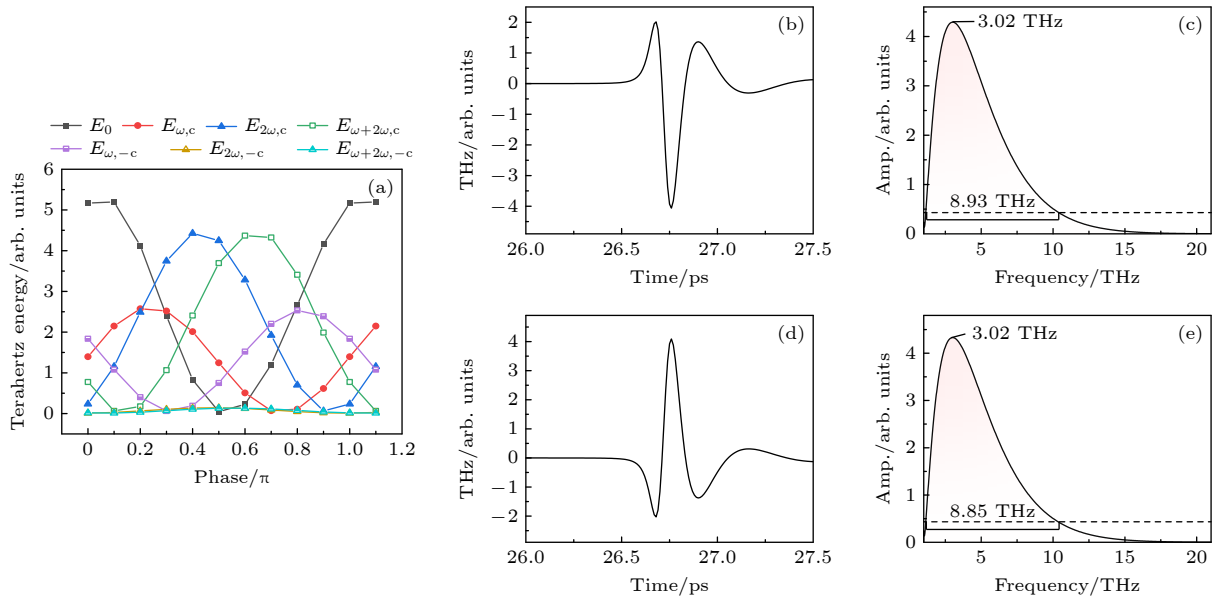 E0 Eω,c E2ω,c Eω+2ω,c
Eω,−c E2ω,−c Eω+2ω,−c
(a)
Terahertz energy/arb. units
6
5
4
3
2
1
0
0 0.2 0.4 0.6 0.8 1.0 1.2
Phase/π
(b)
THz/arb. units
2
1
0
−1
−2
−3
−4
26.0 26.5 27.0 27.5
Time/ps
(c)
3.02 THz
Amp./arb. units
4
3
2
1
0
8.93 THz
5 10 15 20
Frequency/THz
(d)
THz/arb. units
4
3
2
1
0
−1
−2
26.0 26.5 27.0 27.5
Time/ps
(e)
3.02 THz
Amp./arb. units
4
3
2
1
0
8.85 THz
5 10 15 20
Frequency/THz